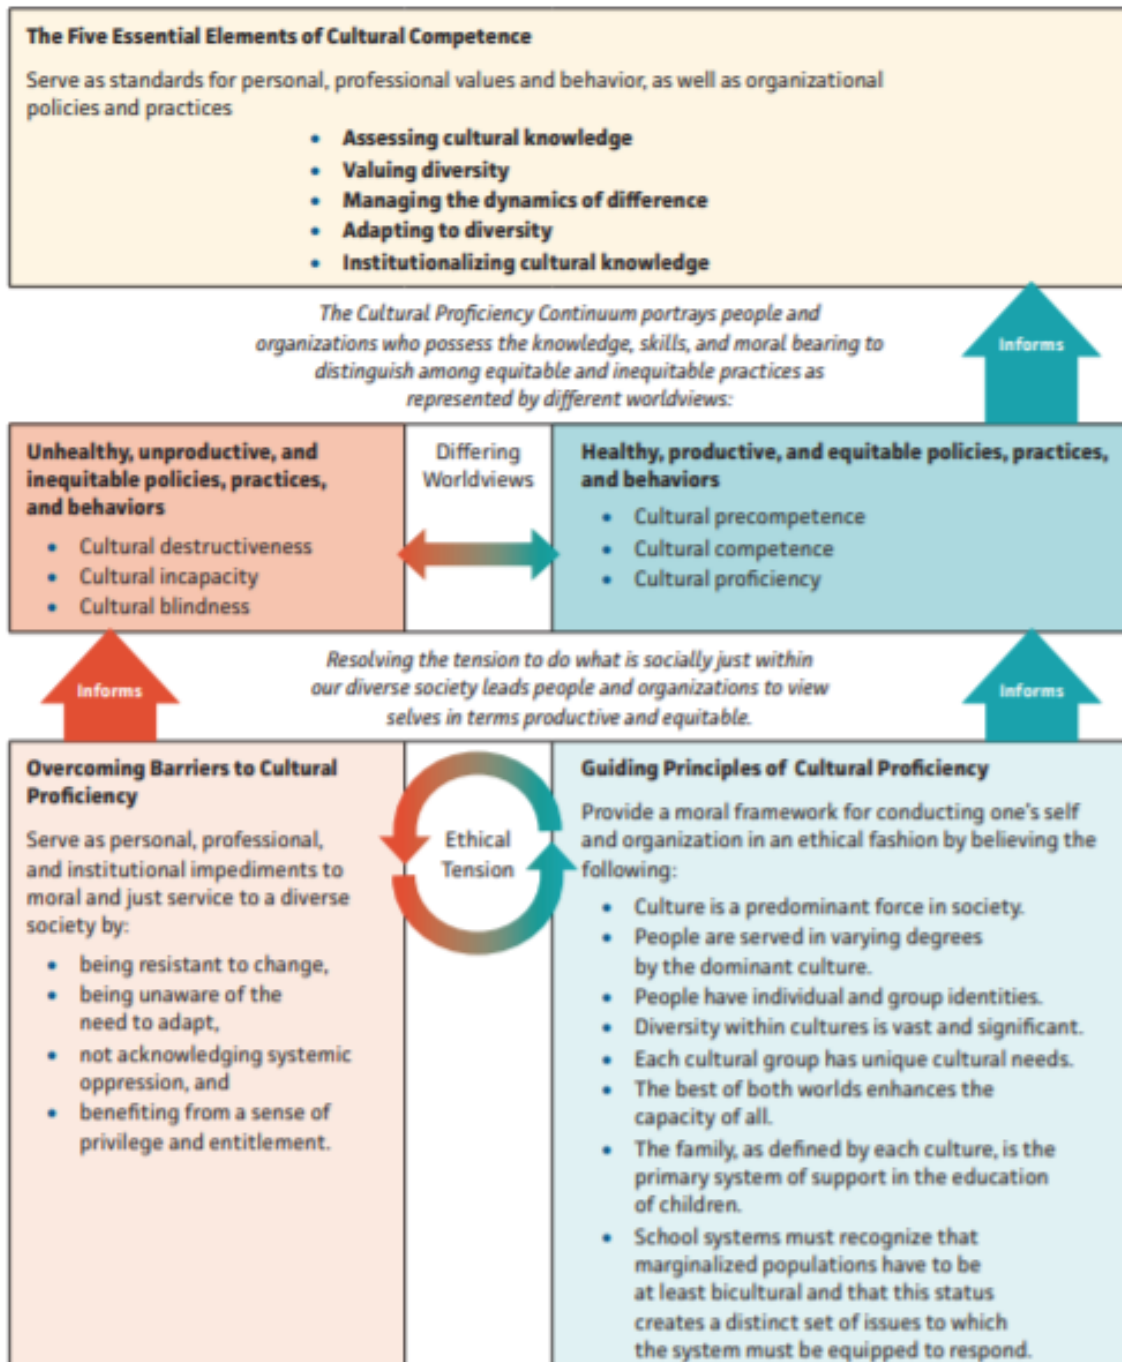 The Five Essential Elements of Cultural Competence
Serve as standards for personal, professional values and behavior, as well as organizational
policies and practices
• Assessing cultural knowledge
• Valuing diversity
• Managing the dynamics of difference
• Adapting to diversity
• Institutionalizing cultural knowledge
The Cultural Proficiency Continuum portrays people and
organizations who possess the knowledge, skills, and moral bearing to
distinguish among equitable and inequitable practices as
represented by different worldviews:
Informs
Unhealthy, unproductive, and
inequitable policies, practices,
and behaviors
• Cultural destructiveness
• Cultural incapacity
• Cultural blindness
Differing
Worldviews
Healthy, productive, and equitable policies, practices,
and behaviors
• Cultural precompetence
• Cultural competence
• Cultural proficiency
Informs
Resolving the tension to do what is socially just within
our diverse society leads people and organizations to view
selves in terms productive and equitable.
Informs
Overcoming Barriers to Cultural
Proficiency
Serve as personal, professional,
and institutional impediments to
moral and just service to a diverse
society by:
• being resistant to change,
• being unaware of the
need to adapt,
• not acknowledging systemic
oppression, and
• benefiting from a sense of
privilege and entitlement.
Ethical
Tension
Guiding Principles of Cultural Proficiency
Provide a moral framework for conducting one's self
and organization in an ethical fashion by believing the
following:
• Culture is a predominant force in society.
• People are served in varying degrees
by the dominant culture.
• People have individual and group identities.
• Diversity within cultures is vast and significant.
• Each cultural group has unique cultural needs.
• The best of both worlds enhances the
capacity of all.
• The family, as defined by each culture, is the
primary system of support in the education
of children.
• School systems must recognize that
marginalized populations have to be
at least bicultural and that this status
creates a distinct set of issues to which
the system must be equipped to respond.